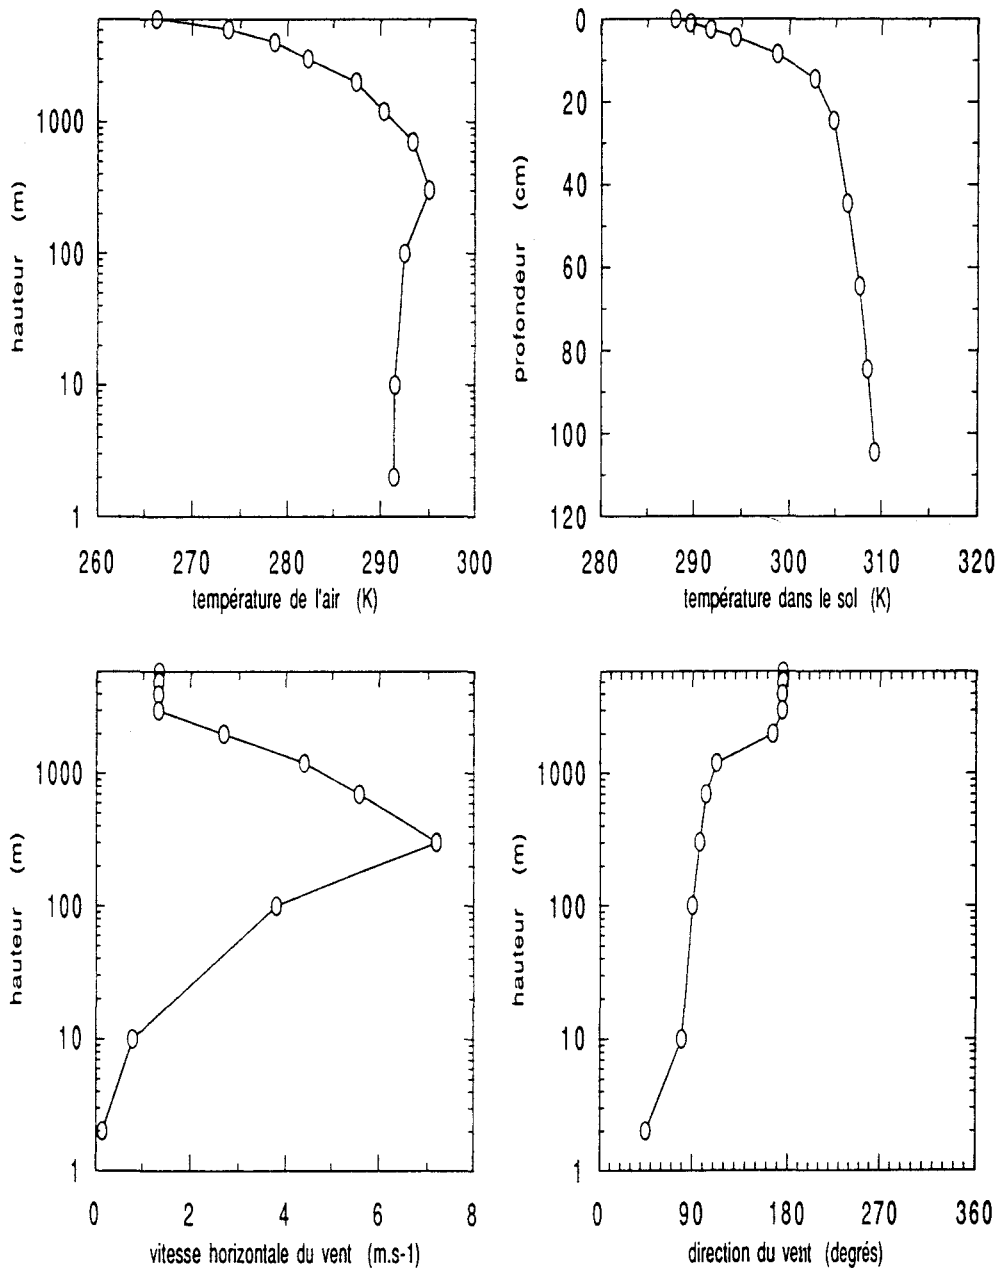 hauteur (m)
1000
100
10
1
260 270 280 290 300
température de l'air (K)
profondeur (cm)
0
20
40
60
80
100
120
280 290 300 310 320
température dans le sol (K)
hauteur (m)
1000
100
10
1
0 2 4 6 8
vitesse horizontale du vent (m.s-1)
hauteur (m)
1000
100
10
1
0 90 180 270 360
direction du vent (degrés)